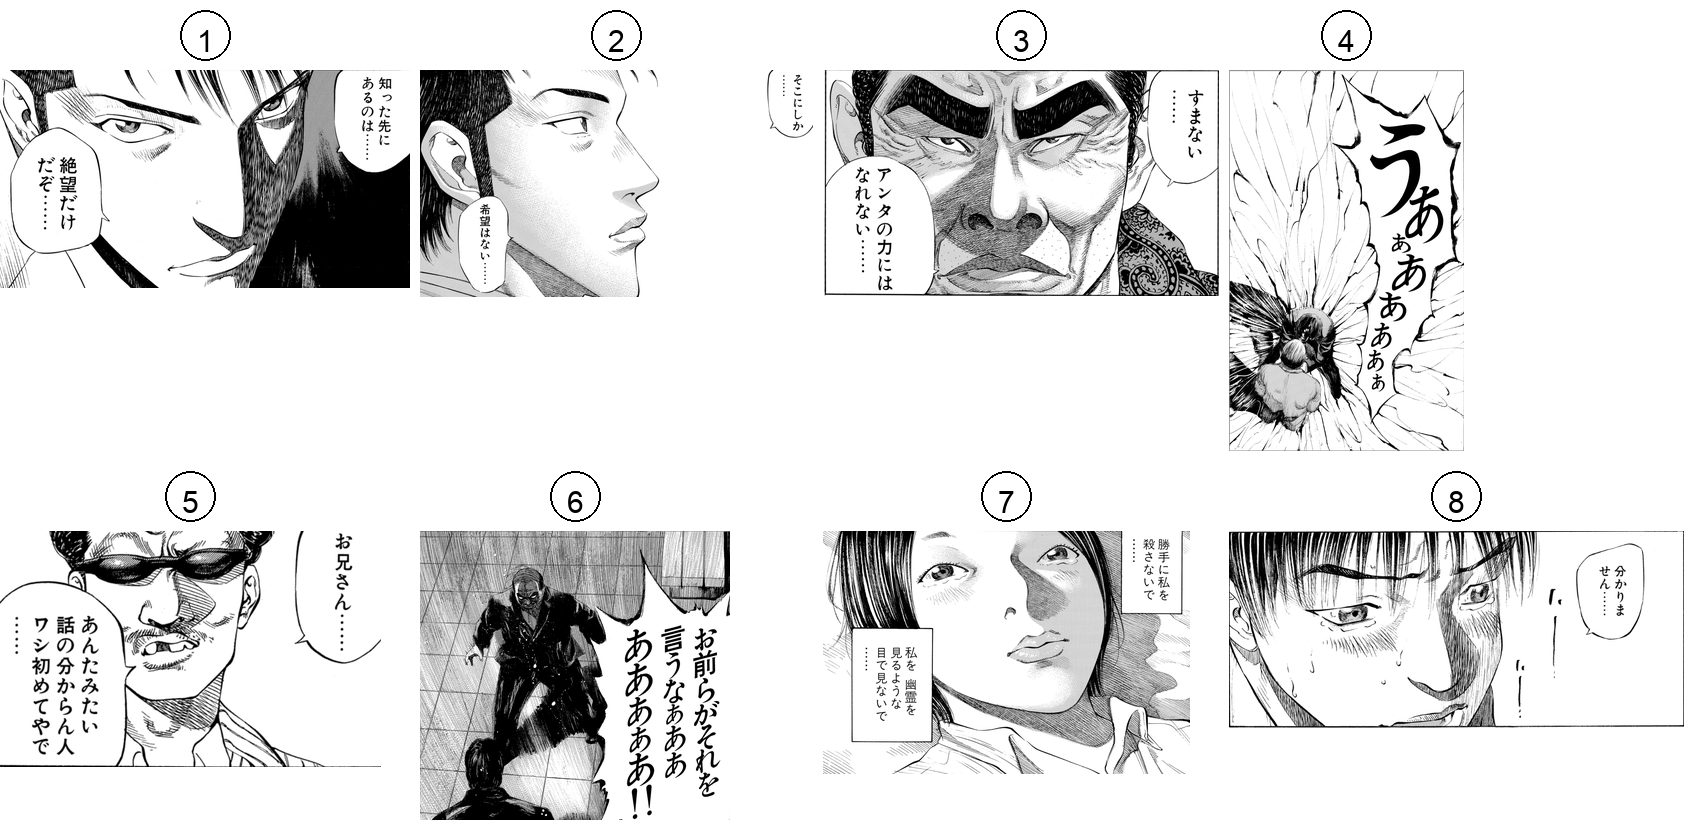 1
知った先に
あるのは……
絶望だけ
だぞ……
2
希望はない……
3
そこにしか
……
すまない
……
アンタの力には
なれない……
4
うぁぁあああぁぁ
5
お兄さん……
あんたみたい
話の分からん人
ワシ初めてやで
……
6
お前らがそれを
言うなぁああ
ああああああ!!
7
勝手に私を
殺さないで
……
私を 幽霊を
見るような
目で見ないで
……
8
分かりま
せん……